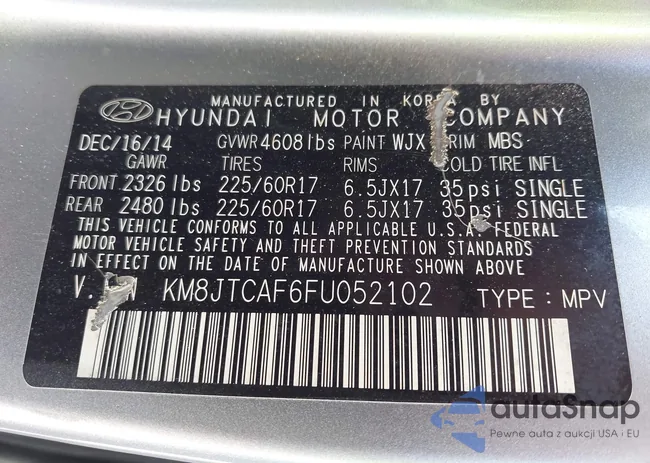 MANUFACTURED IN KOREA BY
HYUNDAI MOTOR COMPANY
DEC/16/14 GVWR 4608 lbs PAINT WJX TRIM MBS
GAWR TIRES RIMS COLD TIRE INFL
FRONT 2326 lbs 225/60R17 6.5JX17 35psi SINGLE
REAR 2480 lbs 225/60R17 6.5JX17 35psi SINGLE
THIS VEHICLE CONFORMS TO ALL APPLICABLE U.S.A. FEDERAL
MOTOR VEHICLE SAFETY AND THEFT PREVENTION STANDARDS
IN EFFECT ON THE DATE OF MANUFACTURE SHOWN ABOVE
V.I.N KM8JTCAF6FU052102 TYPE : MPV
autaSnap
Pewne auta z aukcji USA i EU